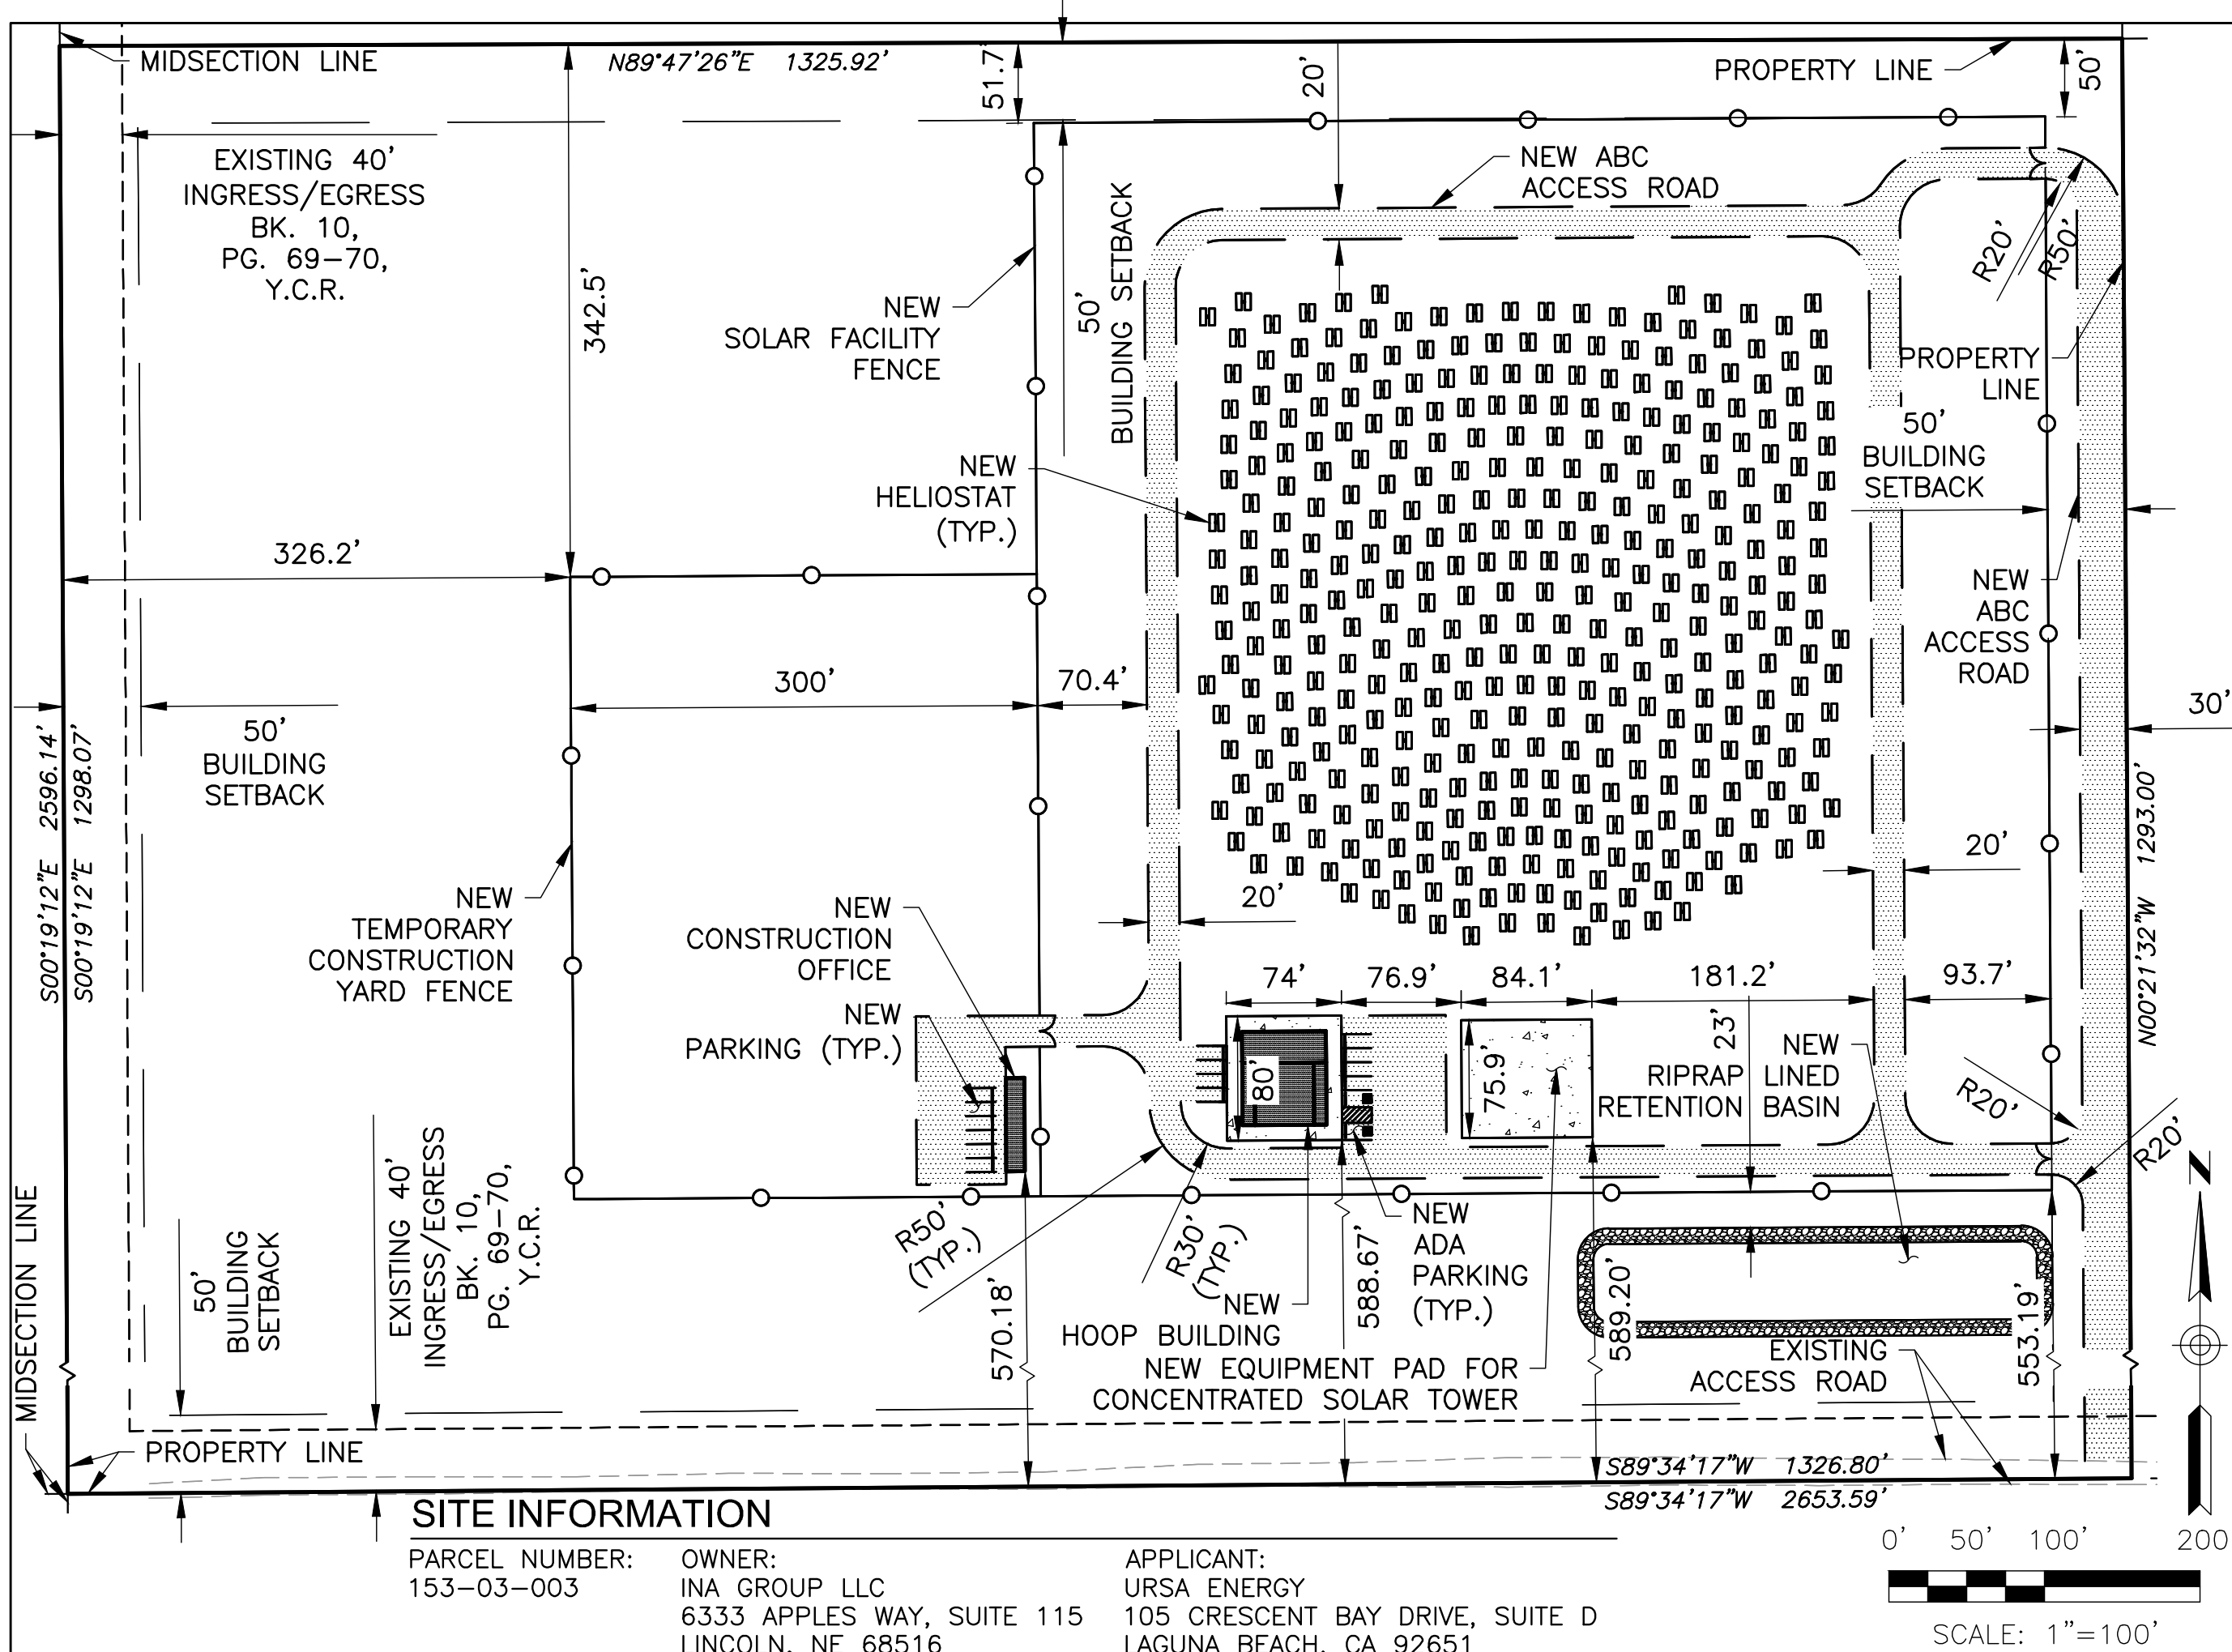 MIDSECTION LINE
N89°47'26"E 1325.92'
51.7'
20'
PROPERTY LINE
50'
EXISTING 40'
INGRESS/EGRESS
BK. 10,
PG. 69-70,
Y.C.R.
NEW ABC
ACCESS ROAD
50'
BUILDING SETBACK
R20'
R50'
342.5'
NEW
SOLAR FACILITY
FENCE
PROPERTY
LINE
50'
BUILDING
SETBACK
NEW
HELIOSTAT
(TYP.)
326.2'
NEW
ABC
ACCESS
ROAD
300'
70.4'
30'
50'
BUILDING
SETBACK
S00°19'12"E 2596.14'
S00°19'12"E 1298.07'
N00°21'32"W 1293.00'
20'
20'
NEW
TEMPORARY
CONSTRUCTION
YARD FENCE
NEW
CONSTRUCTION
OFFICE
NEW
PARKING (TYP.)
74'
76.9'
84.1'
181.2'
93.7'
80'
75.9'
23'
NEW
RIPRAP LINED
RETENTION BASIN
R20'
R20'
N
MIDSECTION LINE
50'
BUILDING
SETBACK
EXISTING 40'
INGRESS/EGRESS
BK. 10,
PG. 69-70,
Y.C.R.
R50'
(TYP.)
R30'
(TYP.)
570.18'
588.67'
589.20'
553.19'
NEW
ADA
PARKING
(TYP.)
NEW
HOOP BUILDING
NEW EQUIPMENT PAD FOR
CONCENTRATED SOLAR TOWER
EXISTING
ACCESS ROAD
PROPERTY LINE
S89°34'17"W 1326.80'
S89°34'17"W 2653.59'
SITE INFORMATION
PARCEL NUMBER:
153-03-003
OWNER:
INA GROUP LLC
6333 APPLES WAY, SUITE 115
LINCOLN, NE 68516
APPLICANT:
URSA ENERGY
105 CRESCENT BAY DRIVE, SUITE D
LAGUNA BEACH, CA 92651
0' 50' 100' 200
SCALE: 1"=100'